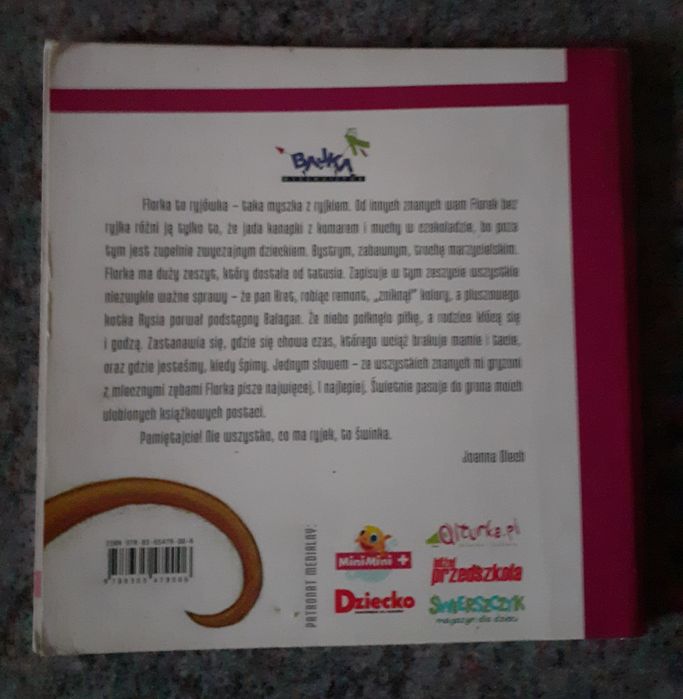 BAJKA
WYDAWNICTWO
Florka to ryjówka – taka myszka z ryjkiem. Od innych znanych wam Florek bez
ryjka różni ją tylko to, że jada kanapki z komarem i muchy w czekoladzie, bo poza
tym jest zupełnie zwyczajnym dzieckiem. Bystrym, zabawnym, trochę marzycielskim.
Florka ma duży zeszyt, który dostała od tatusia. Zapisuje w tym zeszycie wszystkie
niezwykle ważne sprawy – że pan Kret, robiąc remont, „zniknął” kolory, a pluszowego
kotka Rysia porwał podstępny Bałagan. Że niebo połknęło piłkę, a rodzice kłócą się
i godzą. Zastanawia się, gdzie się chowa czas, którego wciąż brakuje mamie i tacie,
oraz gdzie jesteśmy, kiedy śpimy. Jednym słowem – ze wszystkich znanych mi gryzoni
z mlecznymi zębami Florka pisze najwięcej. I najlepiej. Świetnie pasuje do grona moich
ulubionych książkowych postaci.
Pamiętajcie! Nie wszystko, co ma ryjek, to świnka.
Joanna Olech
ISBN 978 83
PATRONAT MEDIALNY:
MiniMini +
Qlturka.pl
przedszkola
Dziecko
ŚWIERSZCZYK
magazyn dla dzieci